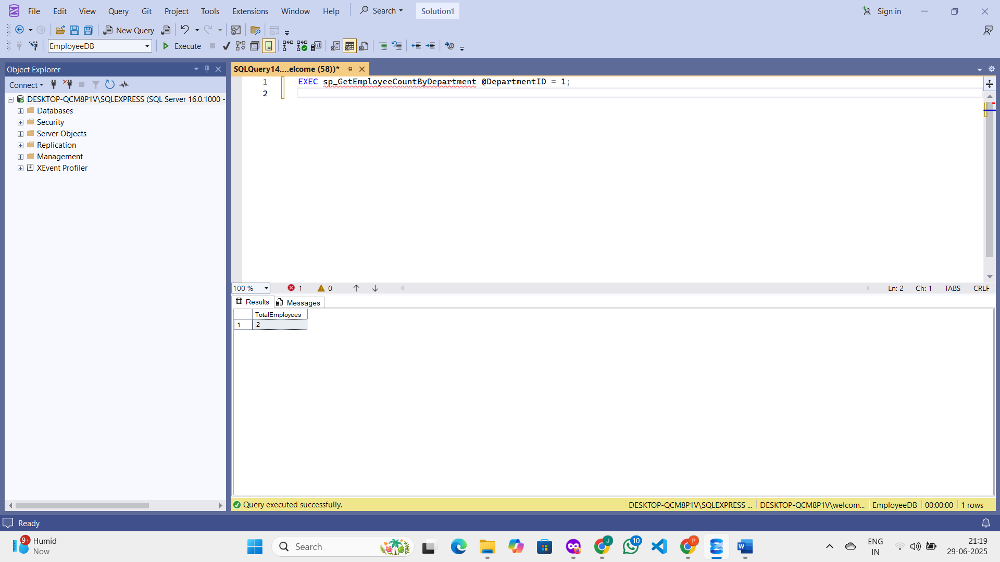 File Edit View Query Git Project Tools Extensions Window Help Search Solution1 Sign in
New Query
EmployeeDB Execute
Object Explorer
Connect
DESKTOP-QCM8P1V\SQLEXPRESS (SQL Server 16.0.1000 -
Databases
Security
Server Objects
Replication
Management
XEvent Profiler
SQLQuery14....elcome (58))*
1 EXEC sp_GetEmployeeCountByDepartment @DepartmentID = 1;
2
100 % 1 0 Ln: 2 Ch: 1 TABS CRLF
Results Messages
TotalEmployees
1 2
Query executed successfully. DESKTOP-QCM8P1V\SQLEXPRESS ... DESKTOP-QCM8P1V\welcom... EmployeeDB 00:00:00 1 rows
Ready
9+ Humid
Now
Search
J
10
P
ENG
IN
21:19
29-06-2025